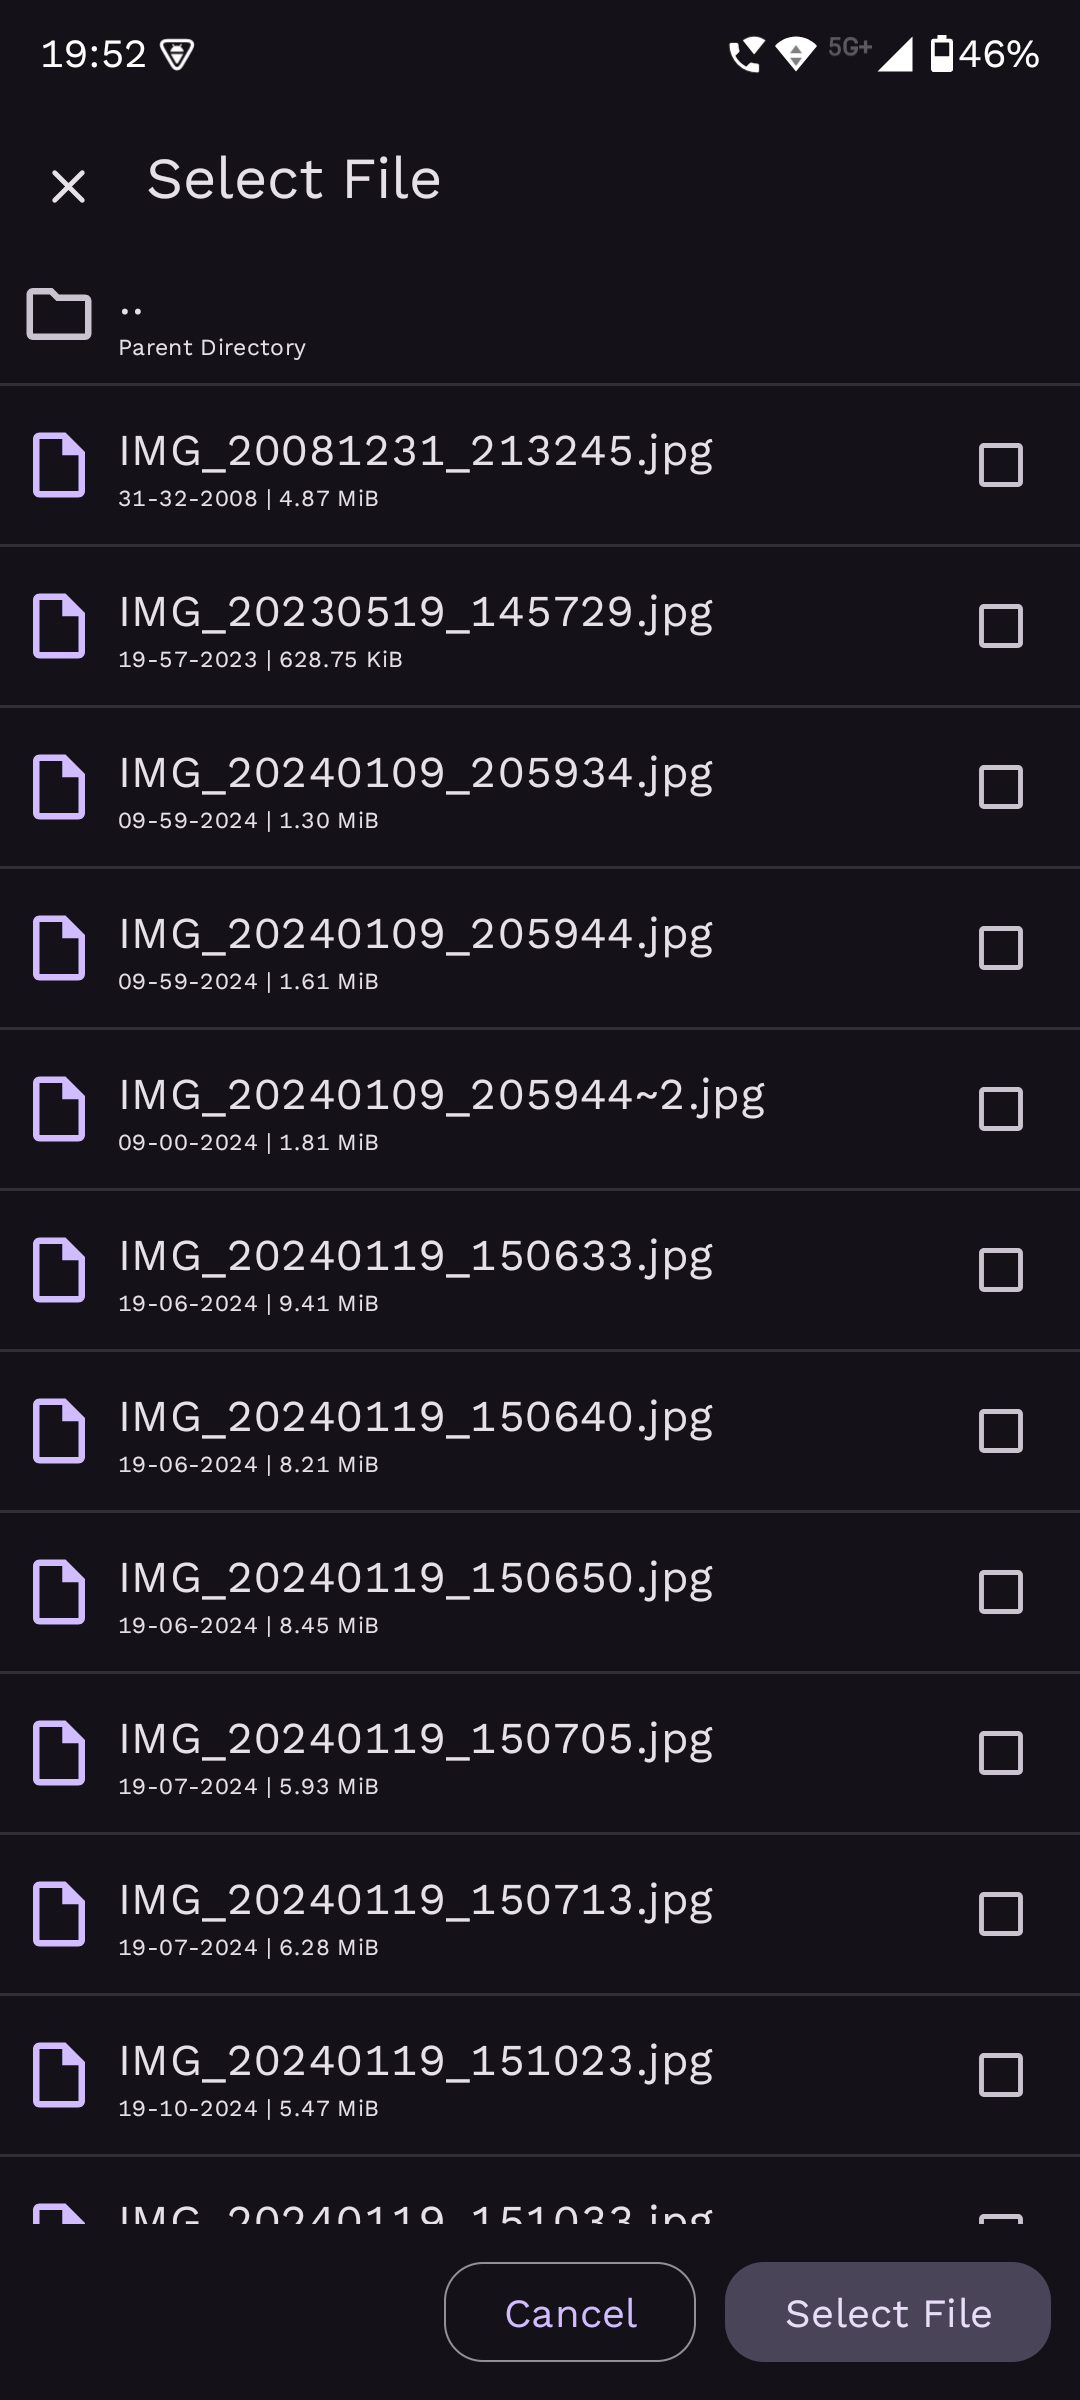 19:52
5G+ 46%
Select File
..
Parent Directory
IMG_20081231_213245.jpg
31-32-2008 | 4.87 MiB
IMG_20230519_145729.jpg
19-57-2023 | 628.75 KiB
IMG_20240109_205934.jpg
09-59-2024 | 1.30 MiB
IMG_20240109_205944.jpg
09-59-2024 | 1.61 MiB
IMG_20240109_205944~2.jpg
09-00-2024 | 1.81 MiB
IMG_20240119_150633.jpg
19-06-2024 | 9.41 MiB
IMG_20240119_150640.jpg
19-06-2024 | 8.21 MiB
IMG_20240119_150650.jpg
19-06-2024 | 8.45 MiB
IMG_20240119_150705.jpg
19-07-2024 | 5.93 MiB
IMG_20240119_150713.jpg
19-07-2024 | 6.28 MiB
IMG_20240119_151023.jpg
19-10-2024 | 5.47 MiB
IMG_20240119_151033.jpg
Cancel
Select File